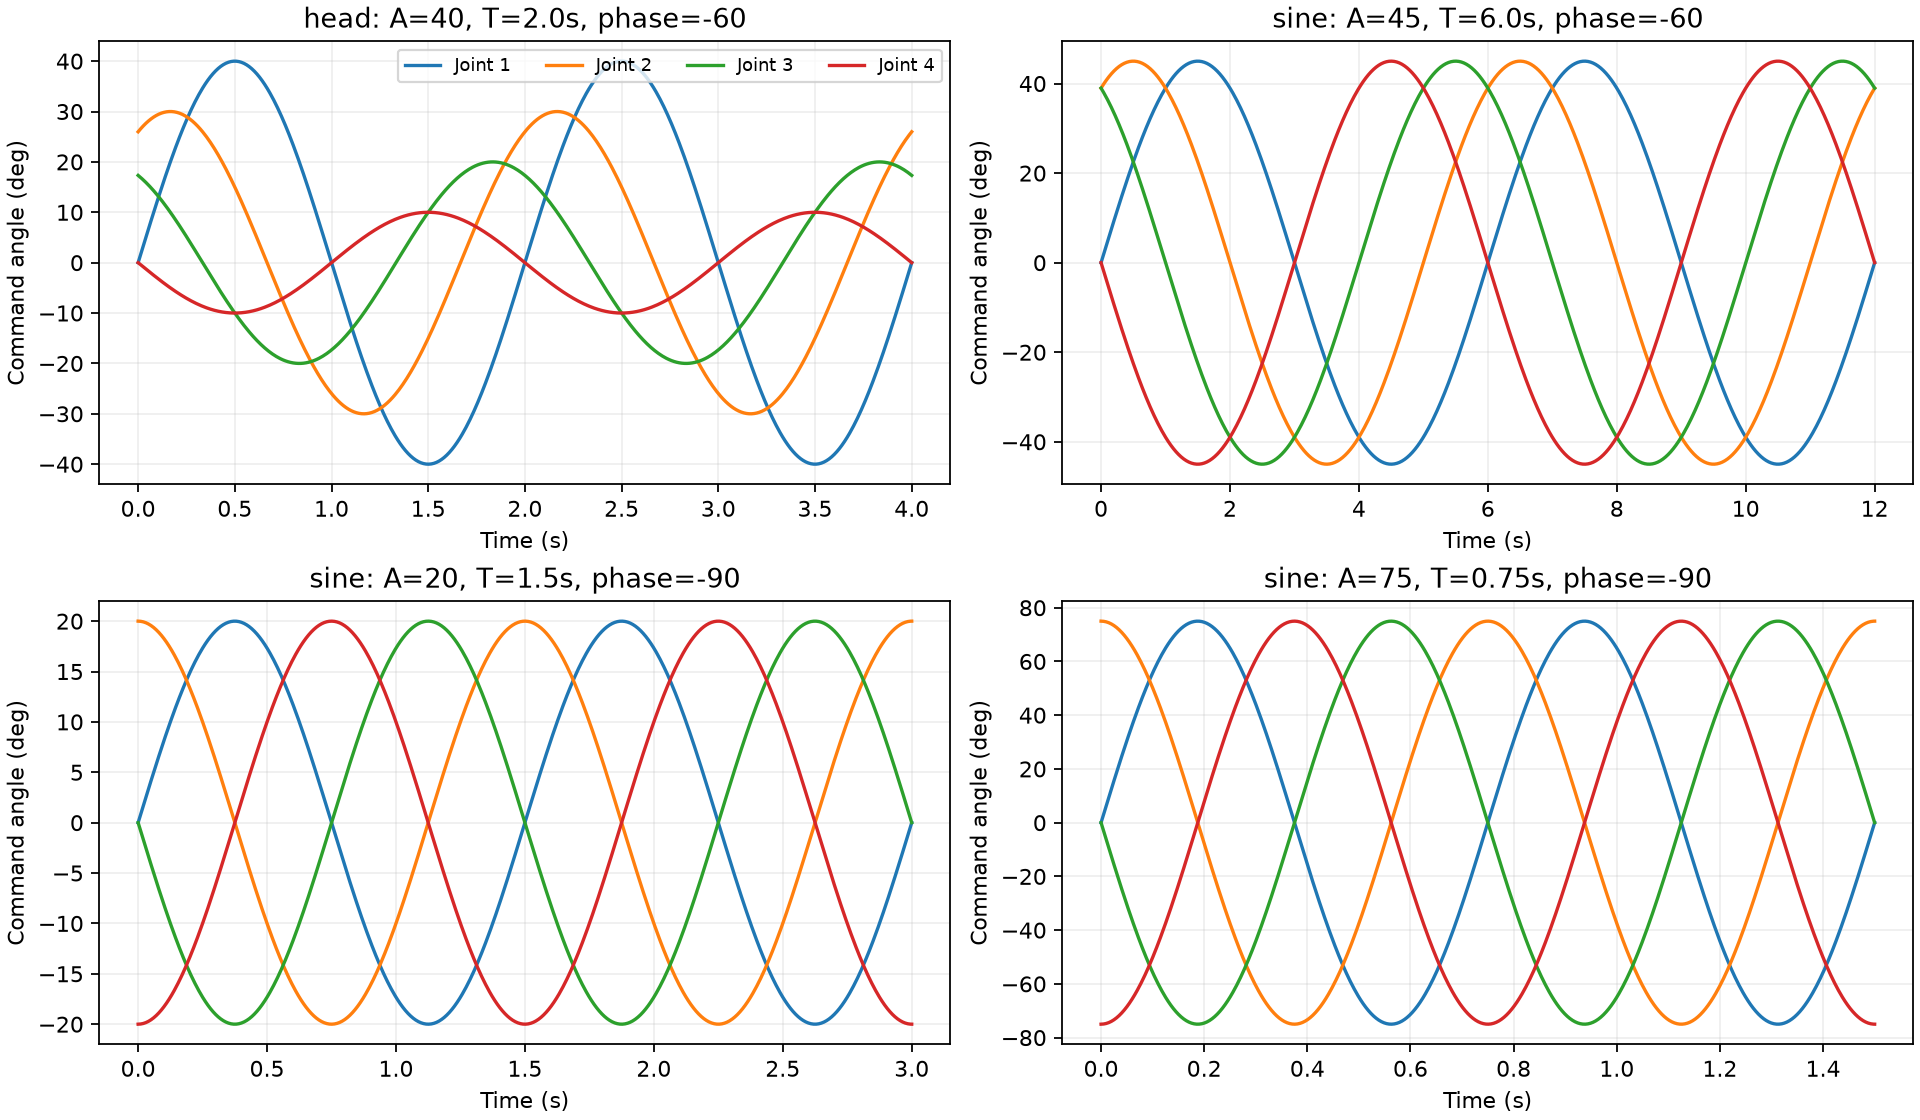 head: A=40, T=2.0s, phase=-60
Joint 1 Joint 2 Joint 3 Joint 4
Command angle (deg)
40
30
20
10
0
−10
−20
−30
−40
0.0 0.5 1.0 1.5 2.0 2.5 3.0 3.5 4.0
Time (s)
sine: A=45, T=6.0s, phase=-60
Command angle (deg)
40
20
0
−20
−40
0 2 4 6 8 10 12
Time (s)
sine: A=20, T=1.5s, phase=-90
Command angle (deg)
20
15
10
5
0
−5
−10
−15
−20
0.0 0.5 1.0 1.5 2.0 2.5 3.0
Time (s)
sine: A=75, T=0.75s, phase=-90
Command angle (deg)
80
60
40
20
0
−20
−40
−60
−80
0.0 0.2 0.4 0.6 0.8 1.0 1.2 1.4
Time (s)